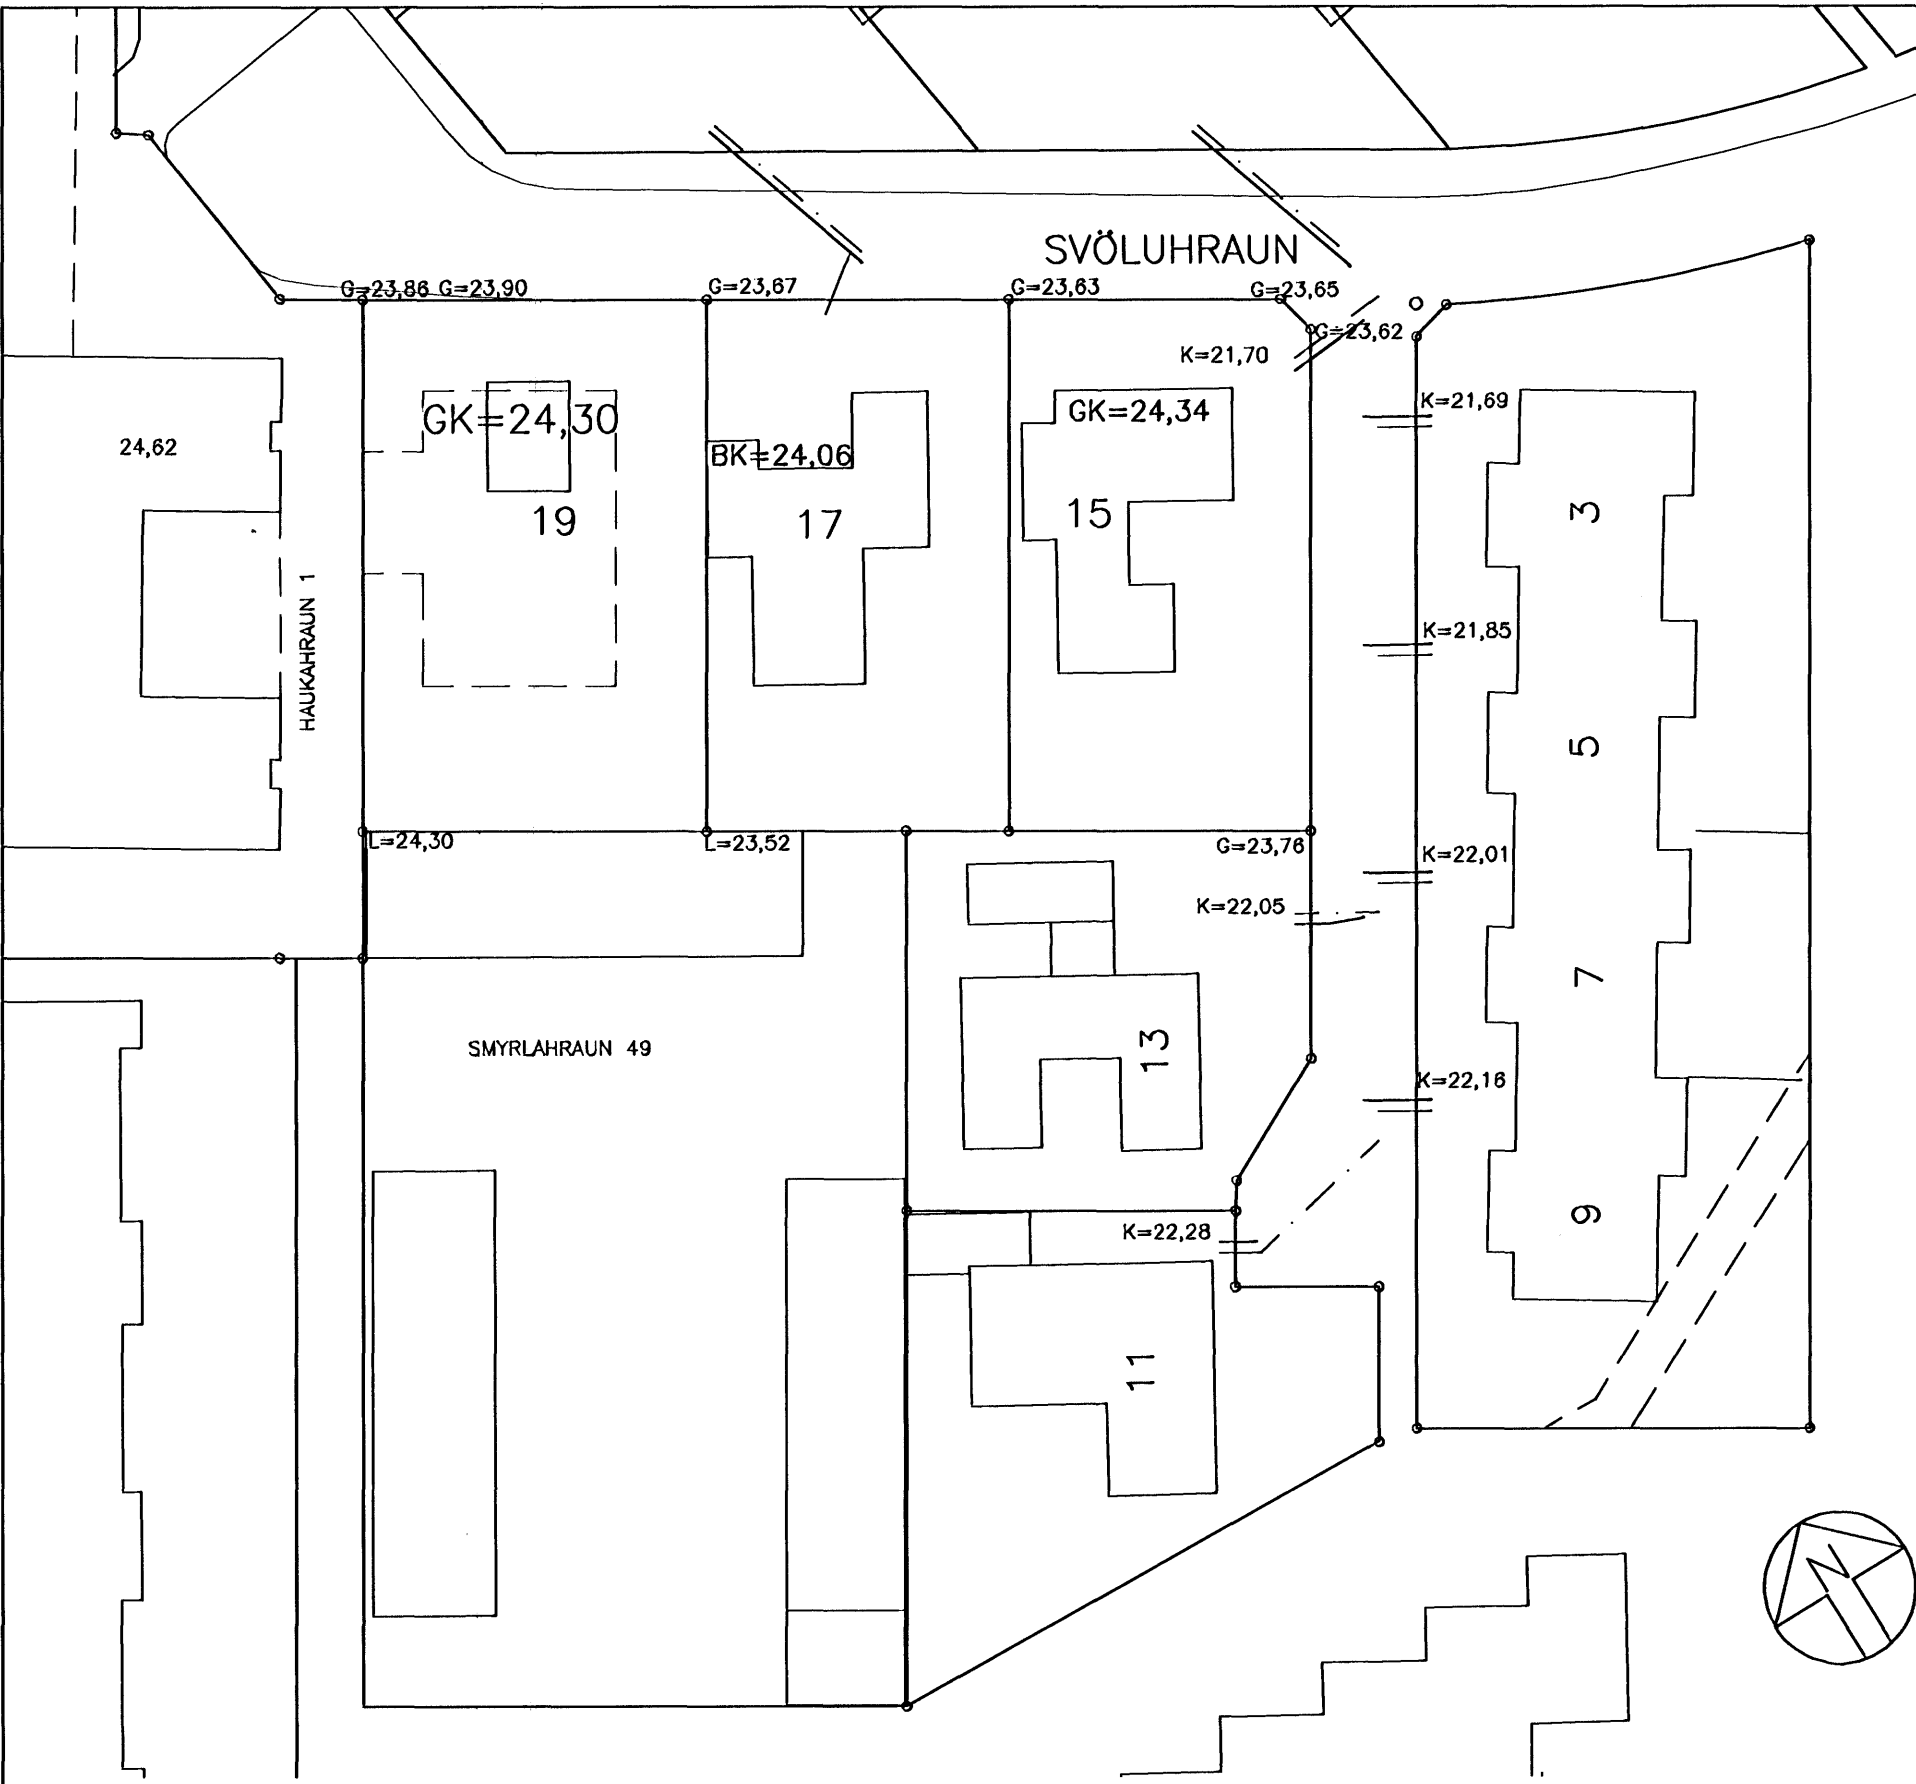 SVÖLUHRAUN
G=23,86 G=23,90
G=23,67
G=23,63
G=23,65
G=23,62
K=21,70
K=21,69
GK=24,30
GK=24,34
BK=24,06
24,62
19
17
15
3
HAUKAHRAUN 1
K=21,85
5
L=24,30
L=23,52
G=23,76
K=22,01
K=22,05
7
SMYRLAHRAUN 49
13
K=22,16
9
K=22,28
11
N